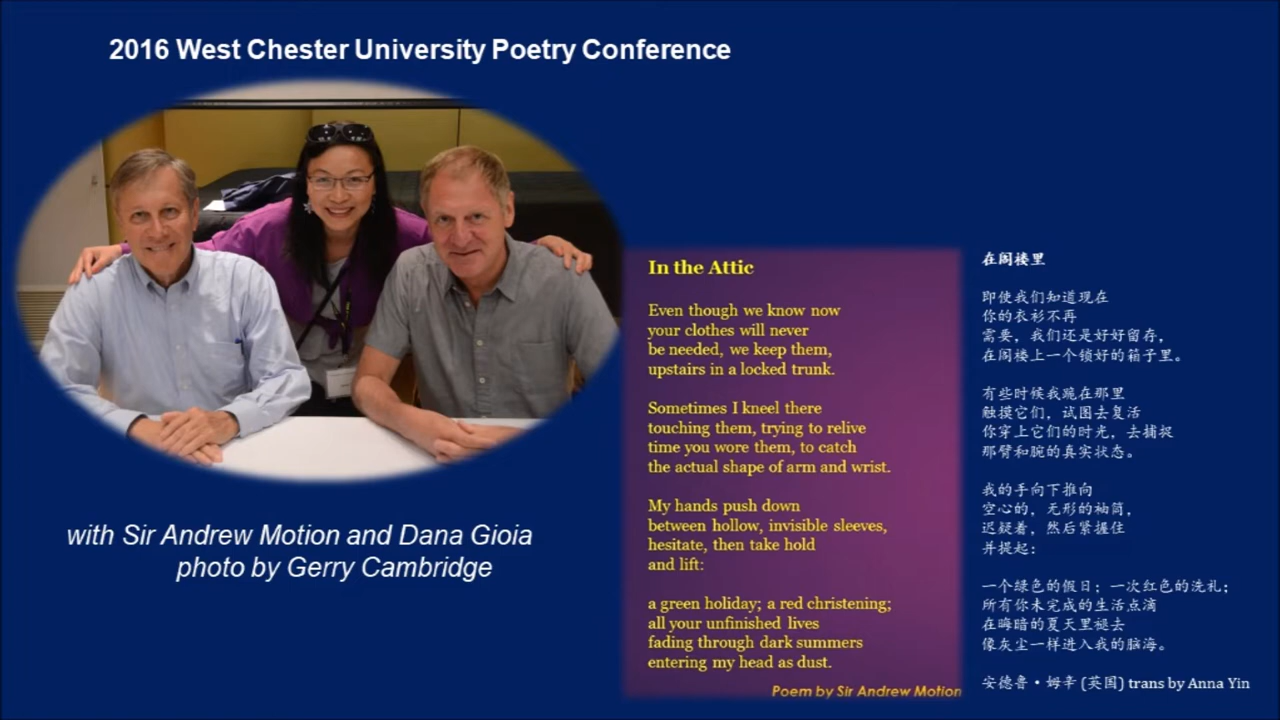 2016 West Chester University Poetry Conference
with Sir Andrew Motion and Dana Gioia
photo by Gerry Cambridge
In the Attic
Even though we know now
your clothes will never
be needed, we keep them,
upstairs in a locked trunk.
Sometimes I kneel there
touching them, trying to relive
time you wore them, to catch
the actual shape of arm and wrist.
My hands push down
between hollow, invisible sleeves,
hesitate, then take hold
and lift:
a green holiday; a red christening;
all your unfinished lives
fading through dark summers
entering my head as dust.
Poem by Sir Andrew Motion
在阁楼里
即使我们知道现在
你的衣衫不再
需要，我们还是好好留存，
在阁楼上一个锁好的箱子里。
有些时候我跪在那里
触摸它们，试图去复活
你穿上它们的时光，去捕捉
那臂和腕的真实状态。
我的手向下推向
空心的，无形的袖筒，
迟疑着，然后紧握住
并提起：
一个绿色的假日；一次红色的洗礼；
所有你未完成的生活点滴
在晦暗的夏天里褪去
像灰尘一样进入我的脑海。
安德鲁·姆辛 (英国) trans by Anna Yin